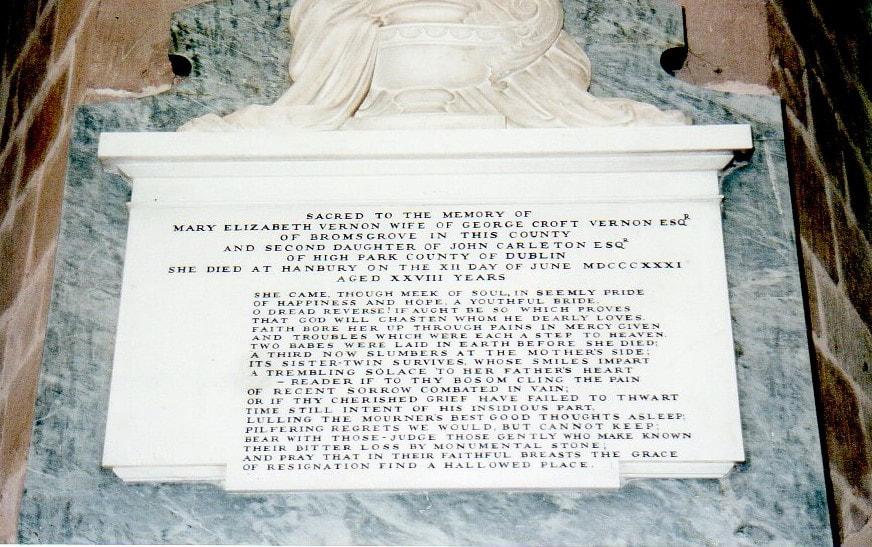 SACRED TO THE MEMORY OF
MARY ELIZABETH VERNON WIFE OF GEORGE CROFT VERNON ESQR
OF BROMSGROVE IN THIS COUNTY
AND SECOND DAUGHTER OF JOHN CARLETON ESQR
OF HIGH PARK COUNTY OF DUBLIN
SHE DIED AT HANBURY ON THE XII DAY OF JUNE MDCCCXXXI
AGED XXVIII YEARS
SHE CAME, THOUGH MEEK OF SOUL, IN SEEMLY PRIDE
OF HAPPINESS AND HOPE, A YOUTHFUL BRIDE.
O DREAD REVERSE! IF AUGHT BE SO WHICH PROVES
THAT GOD WILL CHASTEN WHOM HE DEARLY LOVES.
FAITH BORE HER UP THROUGH PAINS IN MERCY GIVEN
AND TROUBLES WHICH WERE EACH A STEP TO HEAVEN.
TWO BABES WERE LAID IN EARTH BEFORE SHE DIED;
A THIRD NOW SLUMBERS AT THE MOTHER'S SIDE;
ITS SISTER-TWIN SURVIVES, WHOSE SMILES IMPART
A TREMBLING SOLACE TO HER FATHER'S HEART
– READER IF TO THY BOSOM CLING THE PAIN
OF RECENT SORROW COMBATED IN VAIN;
OR IF THY CHERISHED GRIEF HAVE FAILED TO THWART
TIME STILL INTENT OF HIS INSIDIOUS PART,
LULLING THE MOURNER'S BEST GOOD THOUGHTS ASLEEP;
PILFERING REGRETS WE WOULD, BUT CANNOT KEEP;
BEAR WITH THOSE - JUDGE THOSE GENTLY WHO MAKE KNOWN
THEIR BITTER LOSS BY MONUMENTAL STONE;
AND PRAY THAT IN THEIR FAITHFUL BREASTS THE GRACE
OF RESIGNATION FIND A HALLOWED PLACE.